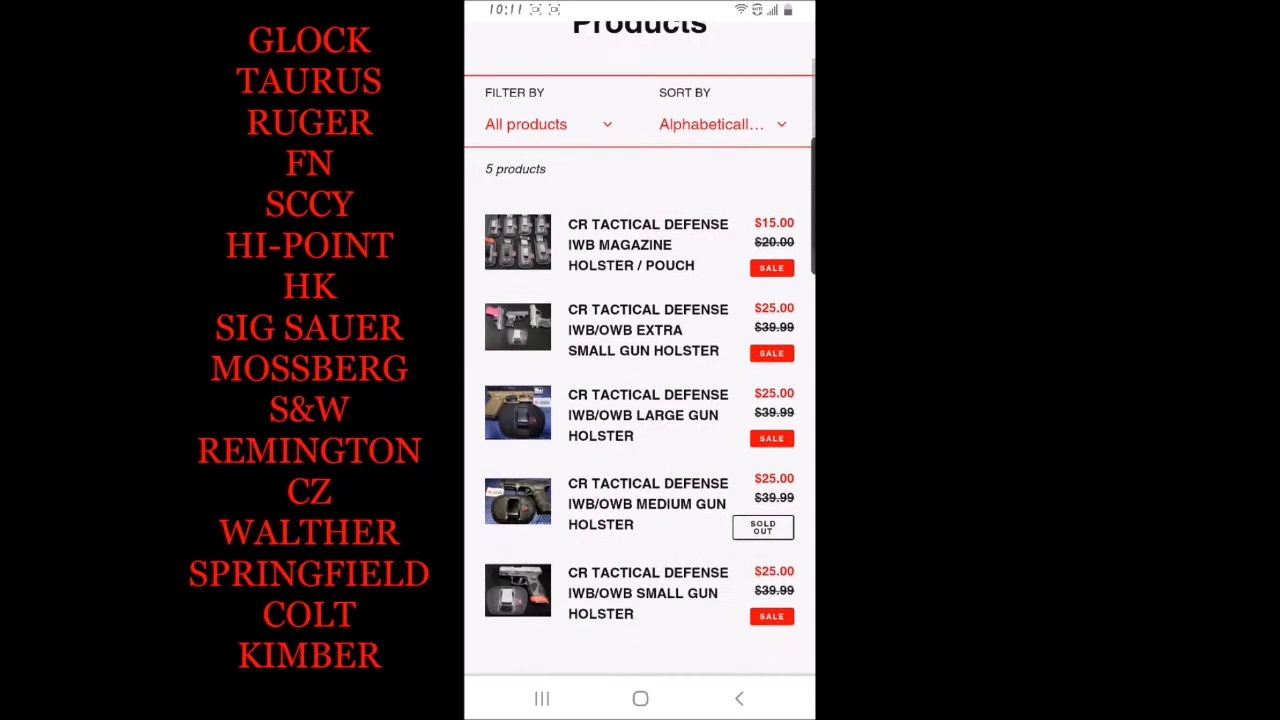 GLOCK
TAURUS
RUGER
FN
SCCY
HI-POINT
HK
SIG SAUER
MOSSBERG
S&W
REMINGTON
CZ
WALTHER
SPRINGFIELD
COLT
KIMBER
10:11
Products
FILTER BY
All products
SORT BY
Alphabeticall...
5 products
CR TACTICAL DEFENSE
IWB MAGAZINE
HOLSTER / POUCH
$15.00
$20.00
SALE
CR TACTICAL DEFENSE
IWB/OWB EXTRA
SMALL GUN HOLSTER
$25.00
$39.99
SALE
CR TACTICAL DEFENSE
IWB/OWB LARGE GUN
HOLSTER
$25.00
$39.99
SALE
CR TACTICAL DEFENSE
IWB/OWB MEDIUM GUN
HOLSTER
$25.00
$39.99
SOLD
OUT
CR TACTICAL DEFENSE
IWB/OWB SMALL GUN
HOLSTER
$25.00
$39.99
SALE